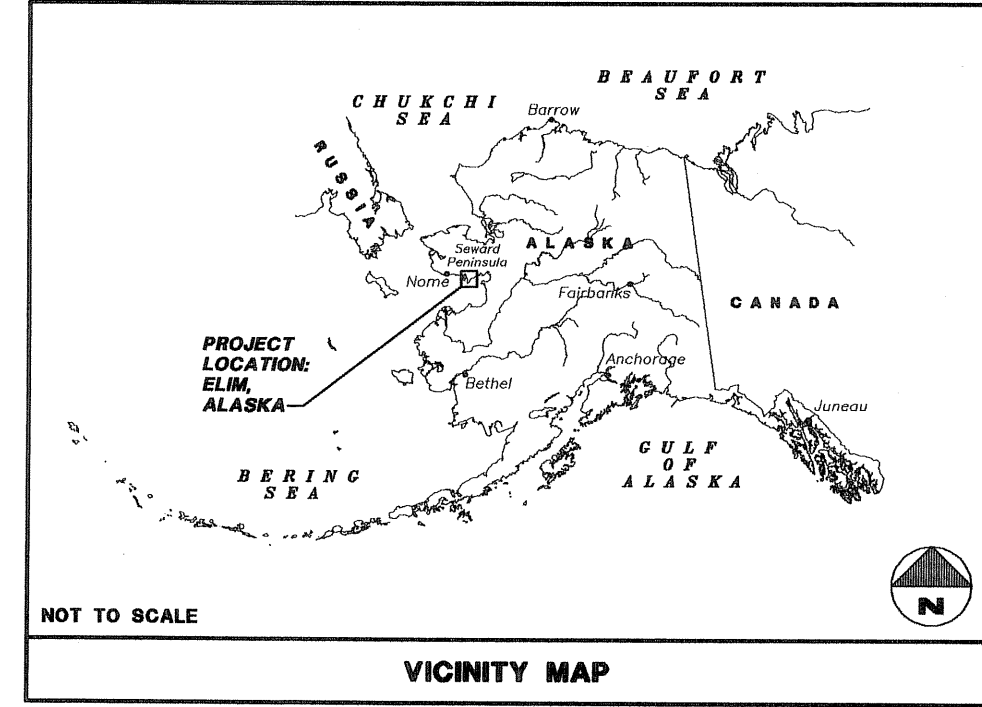 BEAUFORT
SEA
CHUKCHI
SEA
Barrow
RUSSIA
Seward
Peninsula
ALASKA
Nome
Fairbanks
CANADA
PROJECT
LOCATION:
ELIM,
ALASKA
Anchorage
Bethel
Juneau
GULF
OF
ALASKA
BERING
SEA
NOT TO SCALE
N
VICINITY MAP